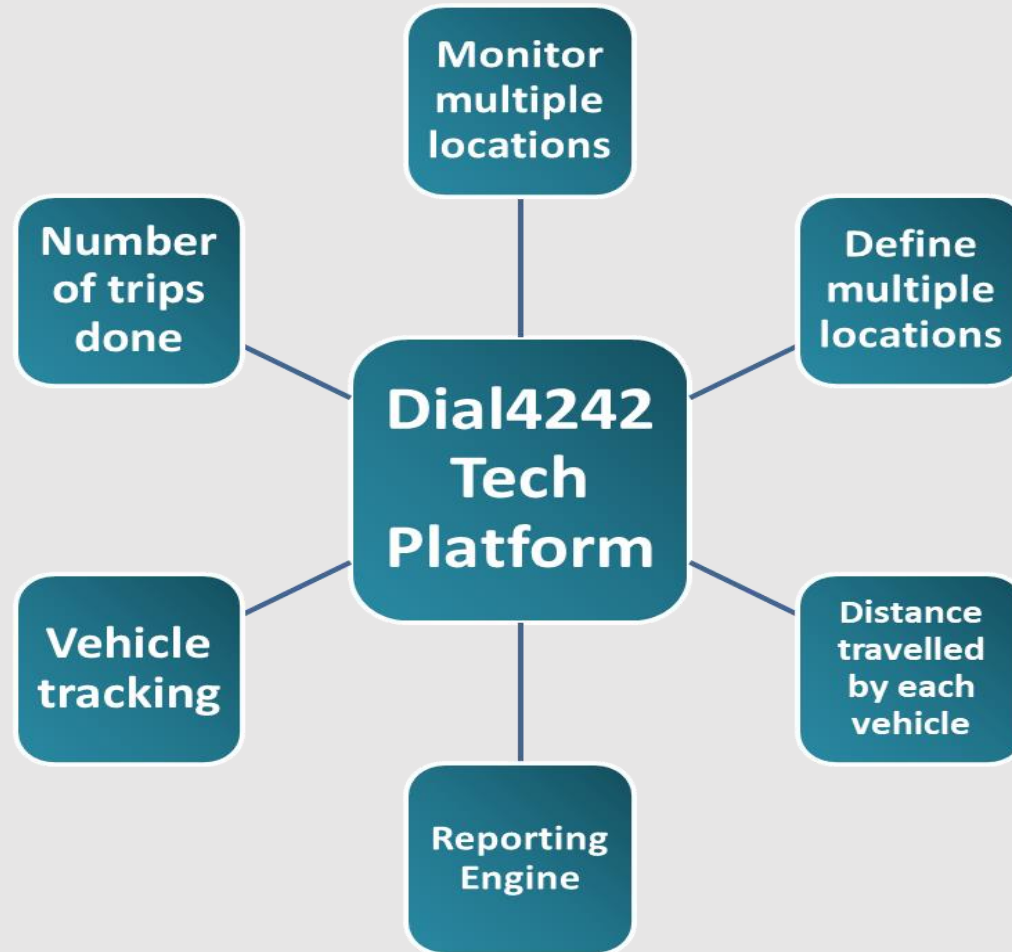 Monitor
multiple
locations
Number
of trips
done
Define
multiple
locations
Dial4242
Tech
Platform
Vehicle
tracking
Distance
travelled
by each
vehicle
Reporting
Engine